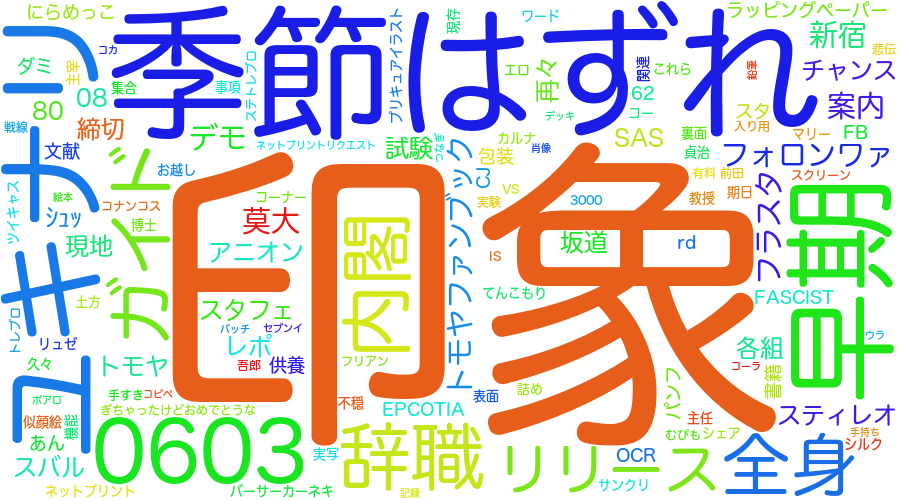 にらめっこ
季節はずれ
コカ
ステトレプロ
プリキュアイラスト
現存
ワード
ラッピングペーパー
新宿
悲伝
ユキナリ
ダミ
主宰
集合
事項
エロ
再々
関連
これら
鉛筆
チャンス
80
08
62
コー
デッキ
スタ
入り用
案内
戦線
文献
締切
デモ
試験
つなぎ
カルナ
SAS
裏面
マリー
FB
ネットプリントリクエスト
包装
肖像
貞治
フォロンワァ
お越し
ガイド
トモヤファンブック
CJ
VS
有料
前田
スクリーン
ツイキャス
絵本
コナンコス
コーナー
実験
3000
教授
期日
フラスタ
早期
ｼｭｯ
博士
莫大
印象
内閣
現地
アニオン
IS
坂道
rd
土方
てんこもり
FASCIST
トレプロ
リュゼ
スタフェ
バッチ
セブンイ
ウラ
久々
トモヤ
レポ
吾郎
供養
フリアン
各組
コーラ
書籍
ボアロ
手すき
コピペ
不穏
表面
詰め
パンフ
ぎちゃったけどおめでとうな
EPCOTIA
似顔絵
機能
主任
スティレオ
あん
0603
辞職
リリース
むびも
シェア
手持ち
シルク
全身
スバル
実写
OCR
ネットプリント
バーサーカーネキ
記録
サンクリ